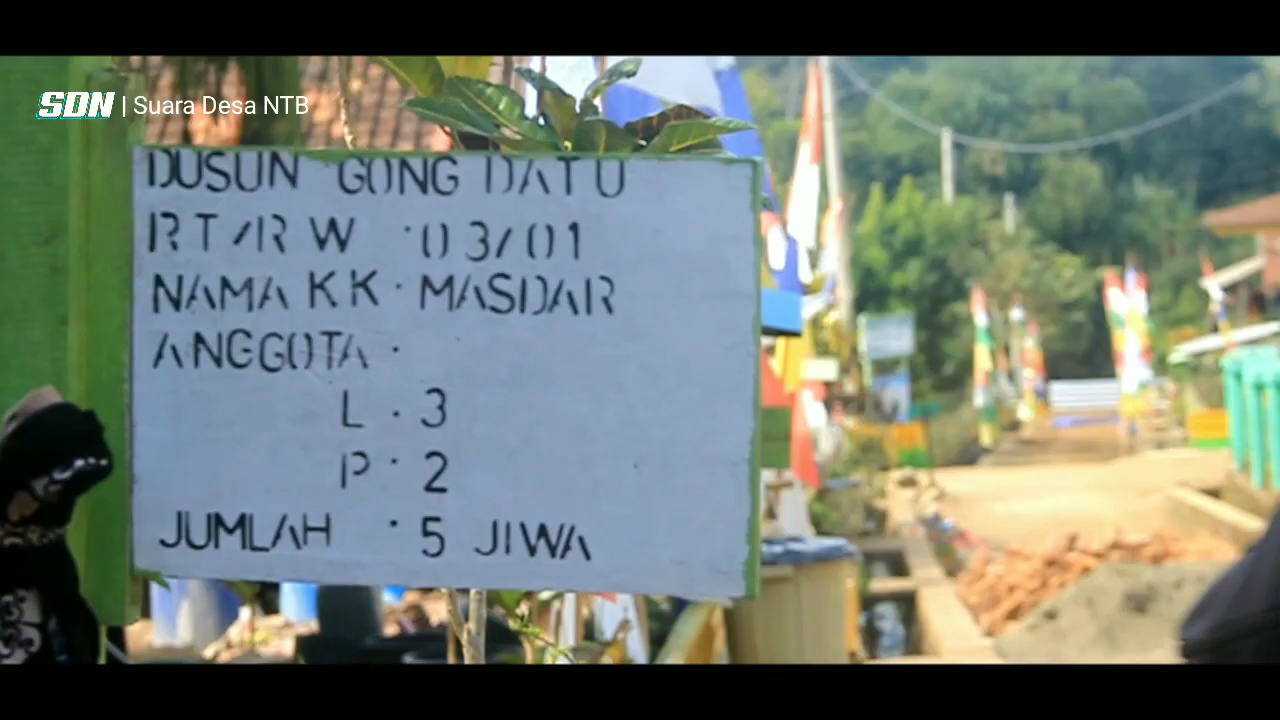 SDN | Suara Desa NTB
DUSUN GONG DATU
RT/RW : 03/01
NAMA KK : MASDAR
ANGGOTA :
L : 3
P : 2
JUMLAH : 5 JIWA